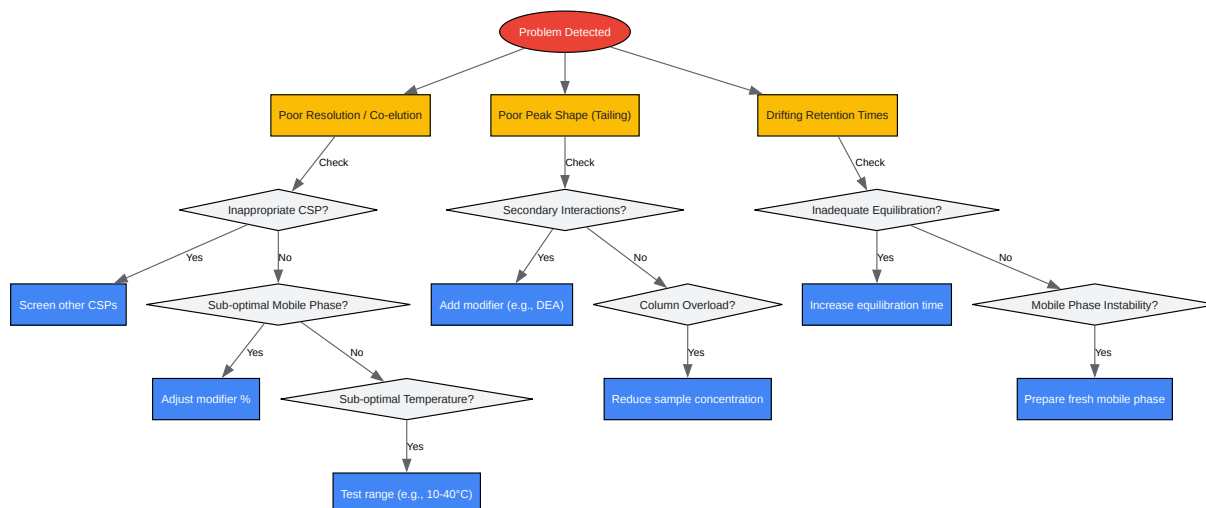 Problem Detected
Poor Resolution / Co-elution
Poor Peak Shape (Tailing)
Drifting Retention Times
Check
Check
Check
Inappropriate CSP?
Secondary Interactions?
Inadequate Equilibration?
Yes
No
Yes
No
Yes
No
Screen other CSPs
Sub-optimal Mobile Phase?
Add modifier (e.g., DEA)
Column Overload?
Increase equilibration time
Mobile Phase Instability?
Yes
No
Yes
Yes
Adjust modifier %
Sub-optimal Temperature?
Reduce sample concentration
Prepare fresh mobile phase
Yes
Test range (e.g., 10-40°C)